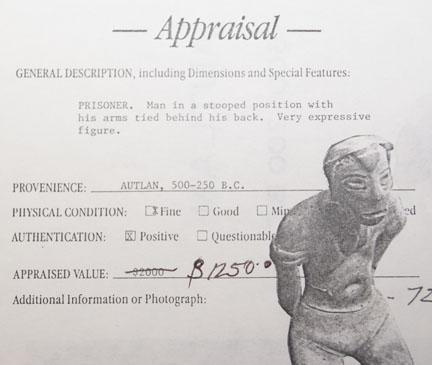 — Appraisal —
GENERAL DESCRIPTION, including Dimensions and Special Features:
PRISONER. Man in a stooped position with
his arms tied behind his back. Very expressive
figure.
PROVENIENCE: AUTLAN, 500-250 B.C.
PHYSICAL CONDITION: ☒ Fine ☐ Good ☐
AUTHENTICATION: ☒ Positive ☐ Questionable
APPRAISED VALUE: $2000 $1250.0
Additional Information or Photograph: - 72